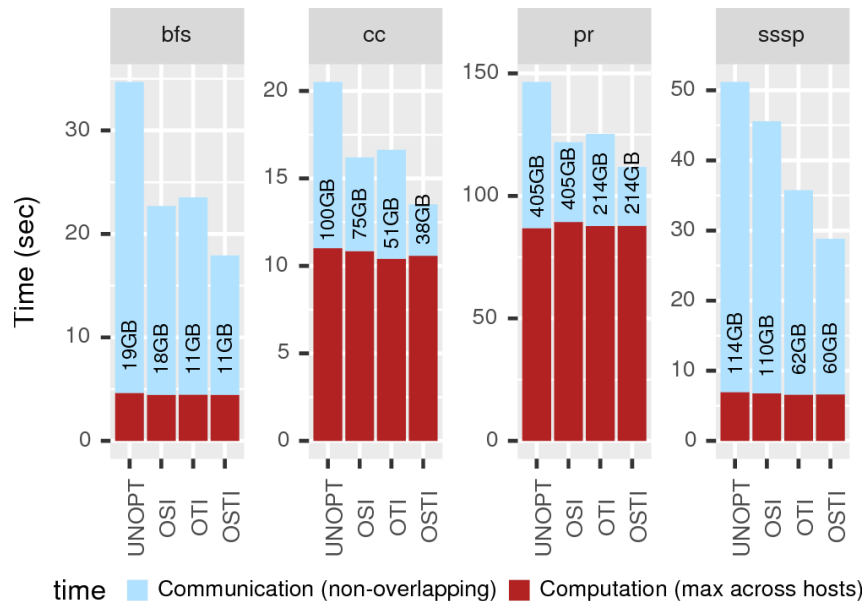 bfs
cc
pr
sssp
Time (sec)
30
20
10
0
19GB
18GB
11GB
11GB
UNOPT
OSI
OTI
OSTI
20
15
10
5
0
100GB
75GB
51GB
38GB
UNOPT
OSI
OTI
OSTI
150
100
50
0
405GB
405GB
214GB
214GB
UNOPT
OSI
OTI
OSTI
50
40
30
20
10
0
114GB
110GB
62GB
60GB
UNOPT
OSI
OTI
OSTI
time Communication (non-overlapping) Computation (max across hosts)